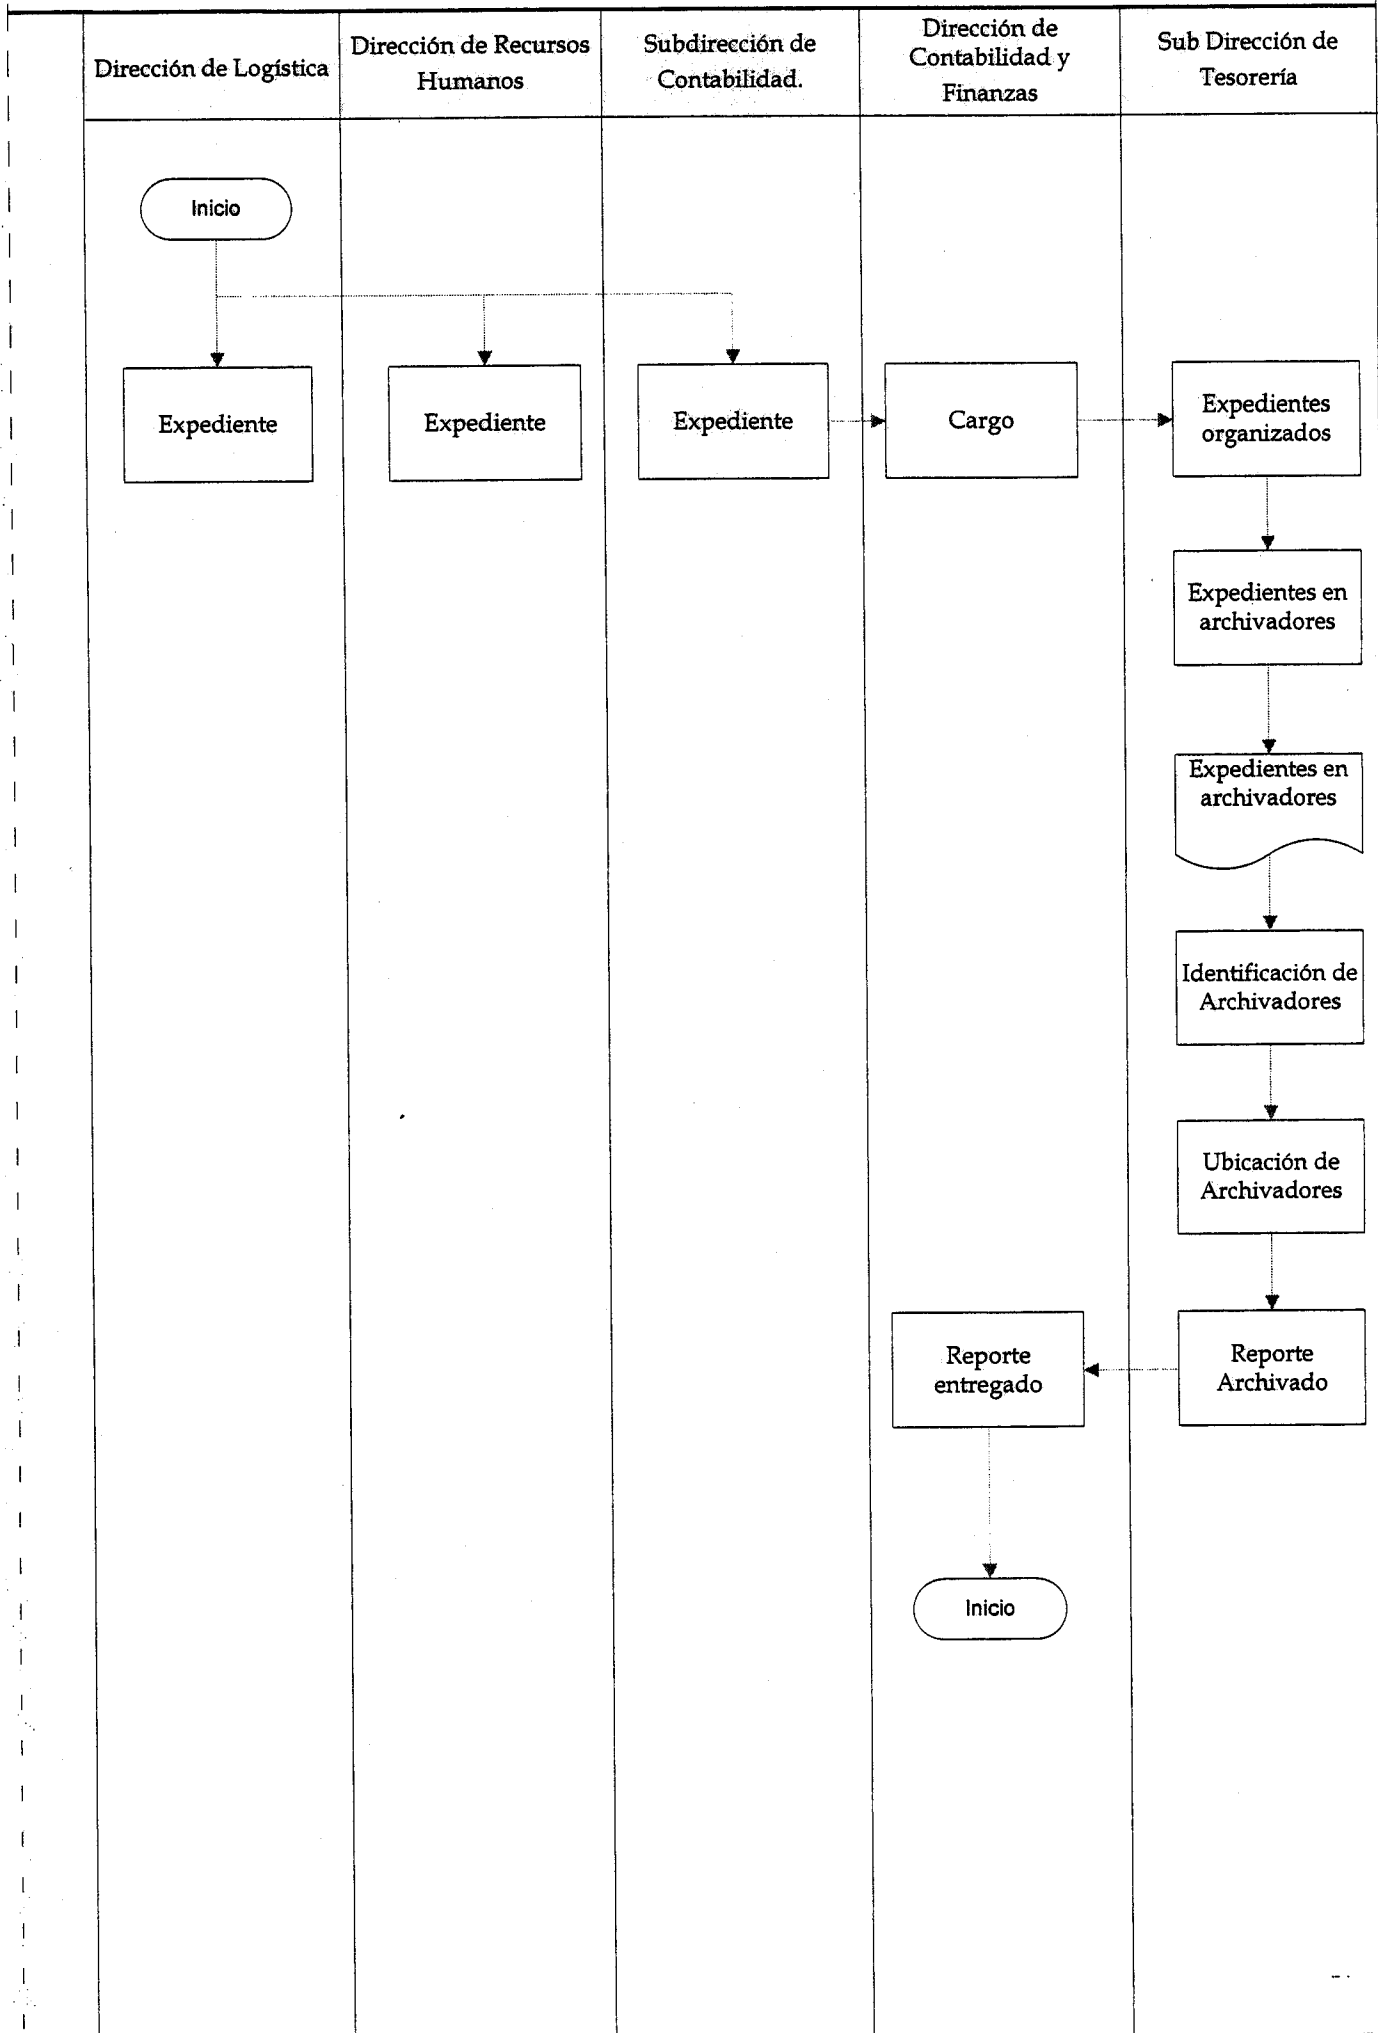 Dirección de Logística
Dirección de Recursos
Humanos
Subdirección de
Contabilidad.
Dirección de
Contabilidad y
Finanzas
Sub Dirección de
Tesorería
Inicio
Expediente
Expediente
Expediente
Cargo
Expedientes
organizados
Expedientes en
archivadores
Expedientes en
archivadores
Identificación de
Archivadores
Ubicación de
Archivadores
Reporte
entregado
Reporte
Archivado
Inicio